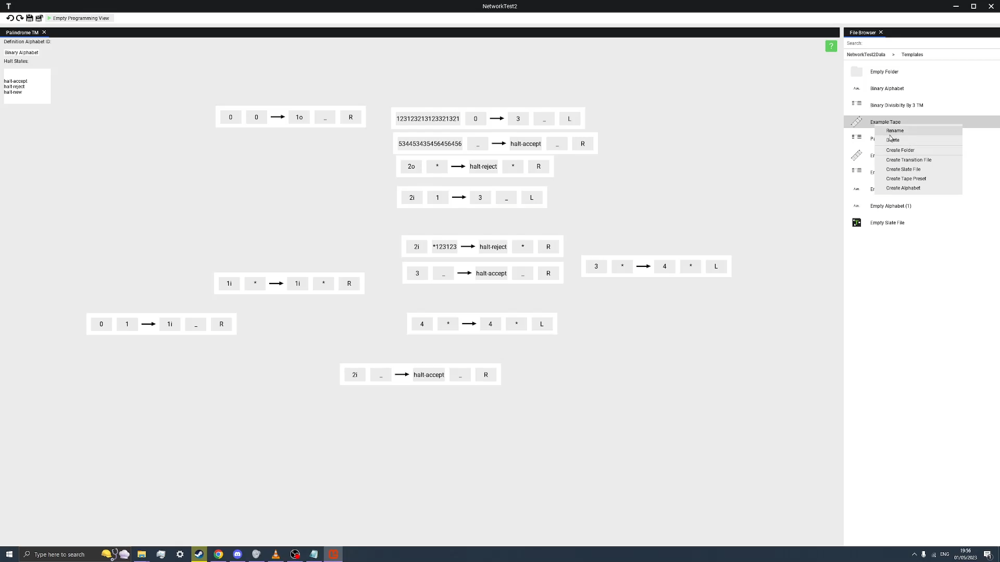 T
NetworkTest2
Empty Programming View
Palindrome TM
Definition Alphabet ID:
Binary Alphabet
Halt States:
halt-accept
halt-reject
halt-new
?
0 0 1o _ R
123123213123321321 0 3 _ L
534453435456456456 _ halt-accept _ R
2o * halt-reject * R
2i 1 3 _ L
2i *123123 halt-reject * R
3 _ halt-accept _ R
3 * 4 * L
1i * 1i * R
0 1 1i _ R
4 * 4 * L
2i _ halt-accept _ R
File Browser
Search:
NetworkTest2Data > Templates
Empty Folder
Binary Alphabet
Binary Divisibilty By 3 TM
Example Tape
Pa
Em
Em
Em
Empty Alphabet (1)
Empty Slate File
Rename
Delete
Create Folder
Create Transition File
Create Slate File
Create Tape Preset
Create Alphabet
Type here to search
ENG
19:56
01/05/2023